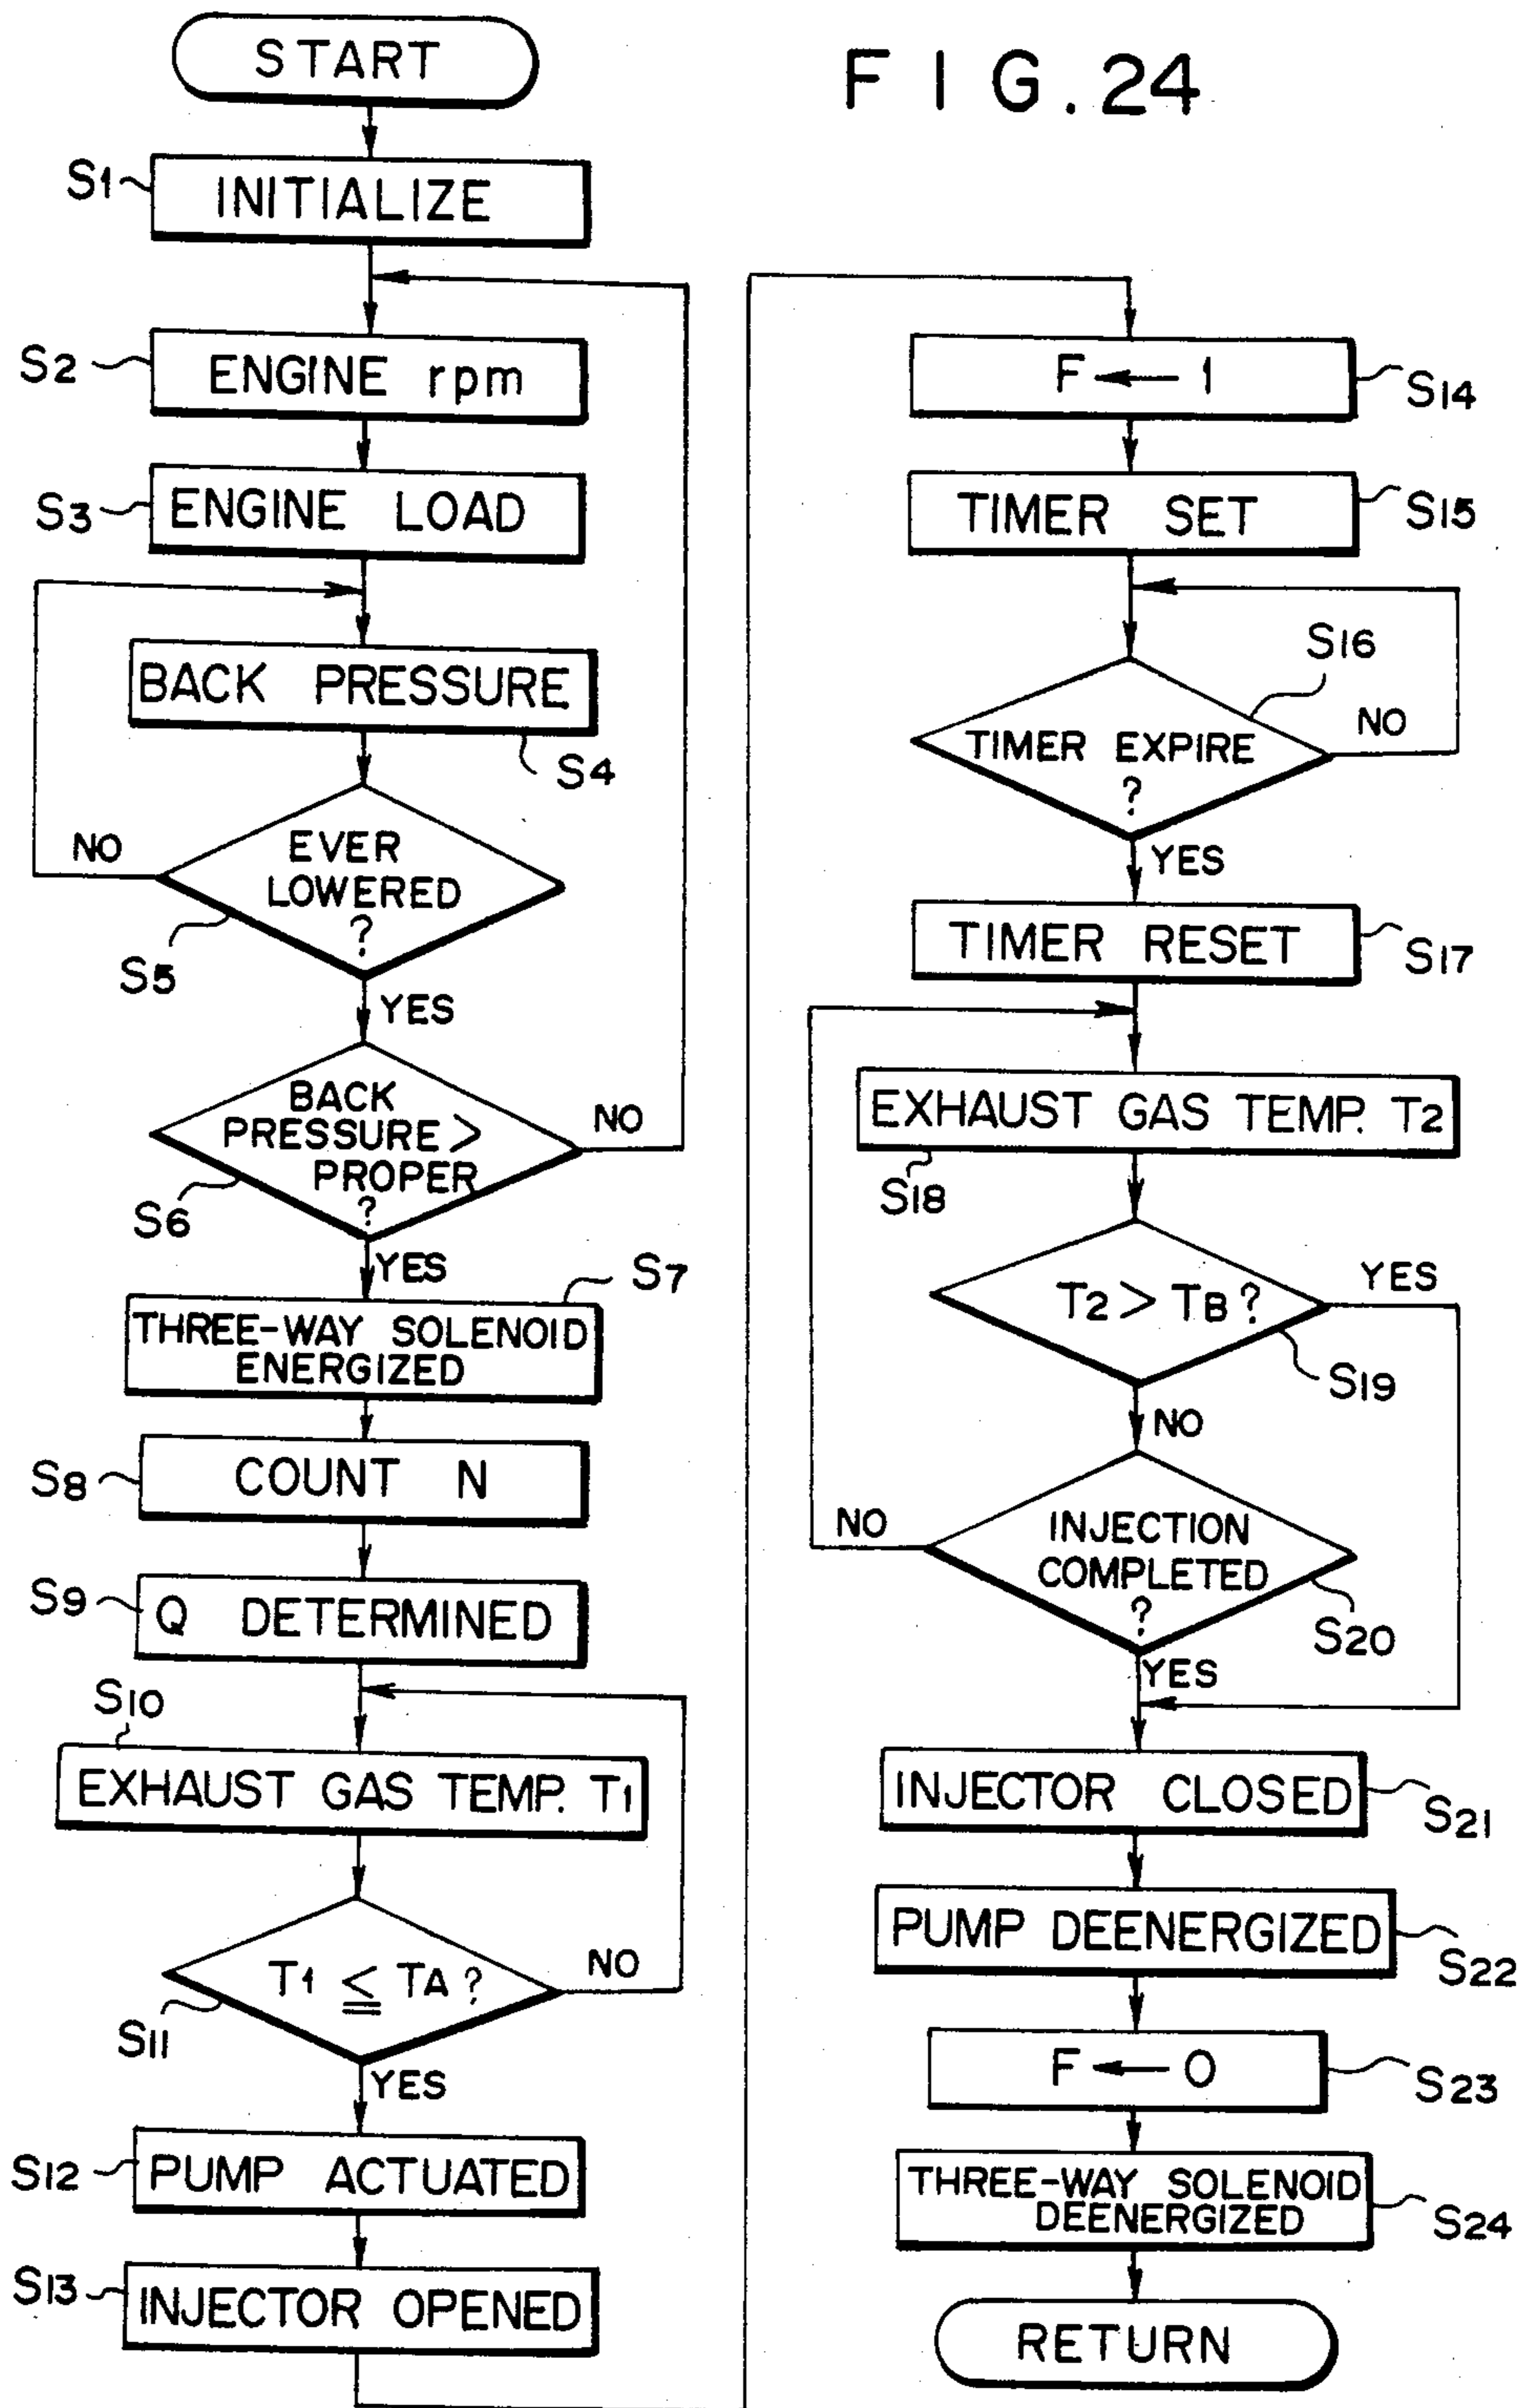 START
FIG.24
S1
INITIALIZE
S2
ENGINE rpm
S3
ENGINE LOAD
BACK PRESSURE
S4
NO
EVER
LOWERED
?
S5
YES
BACK
PRESSURE >
PROPER
?
NO
S6
YES
S7
THREE-WAY SOLENOID
ENERGIZED
S8
COUNT N
S9
Q DETERMINED
S10
EXHAUST GAS TEMP. T1
T1 ≦ TA ?
NO
S11
YES
S12
PUMP ACTUATED
S13
INJECTOR OPENED
F ← 1
S14
TIMER SET
S15
S16
TIMER EXPIRE
?
NO
YES
TIMER RESET
S17
EXHAUST GAS TEMP. T2
S18
T2 > TB ?
YES
S19
NO
NO
INJECTION
COMPLETED
?
S20
YES
INJECTOR CLOSED
S21
PUMP DEENERGIZED
S22
F ← 0
S23
THREE-WAY SOLENOID
DEENERGIZED
S24
RETURN